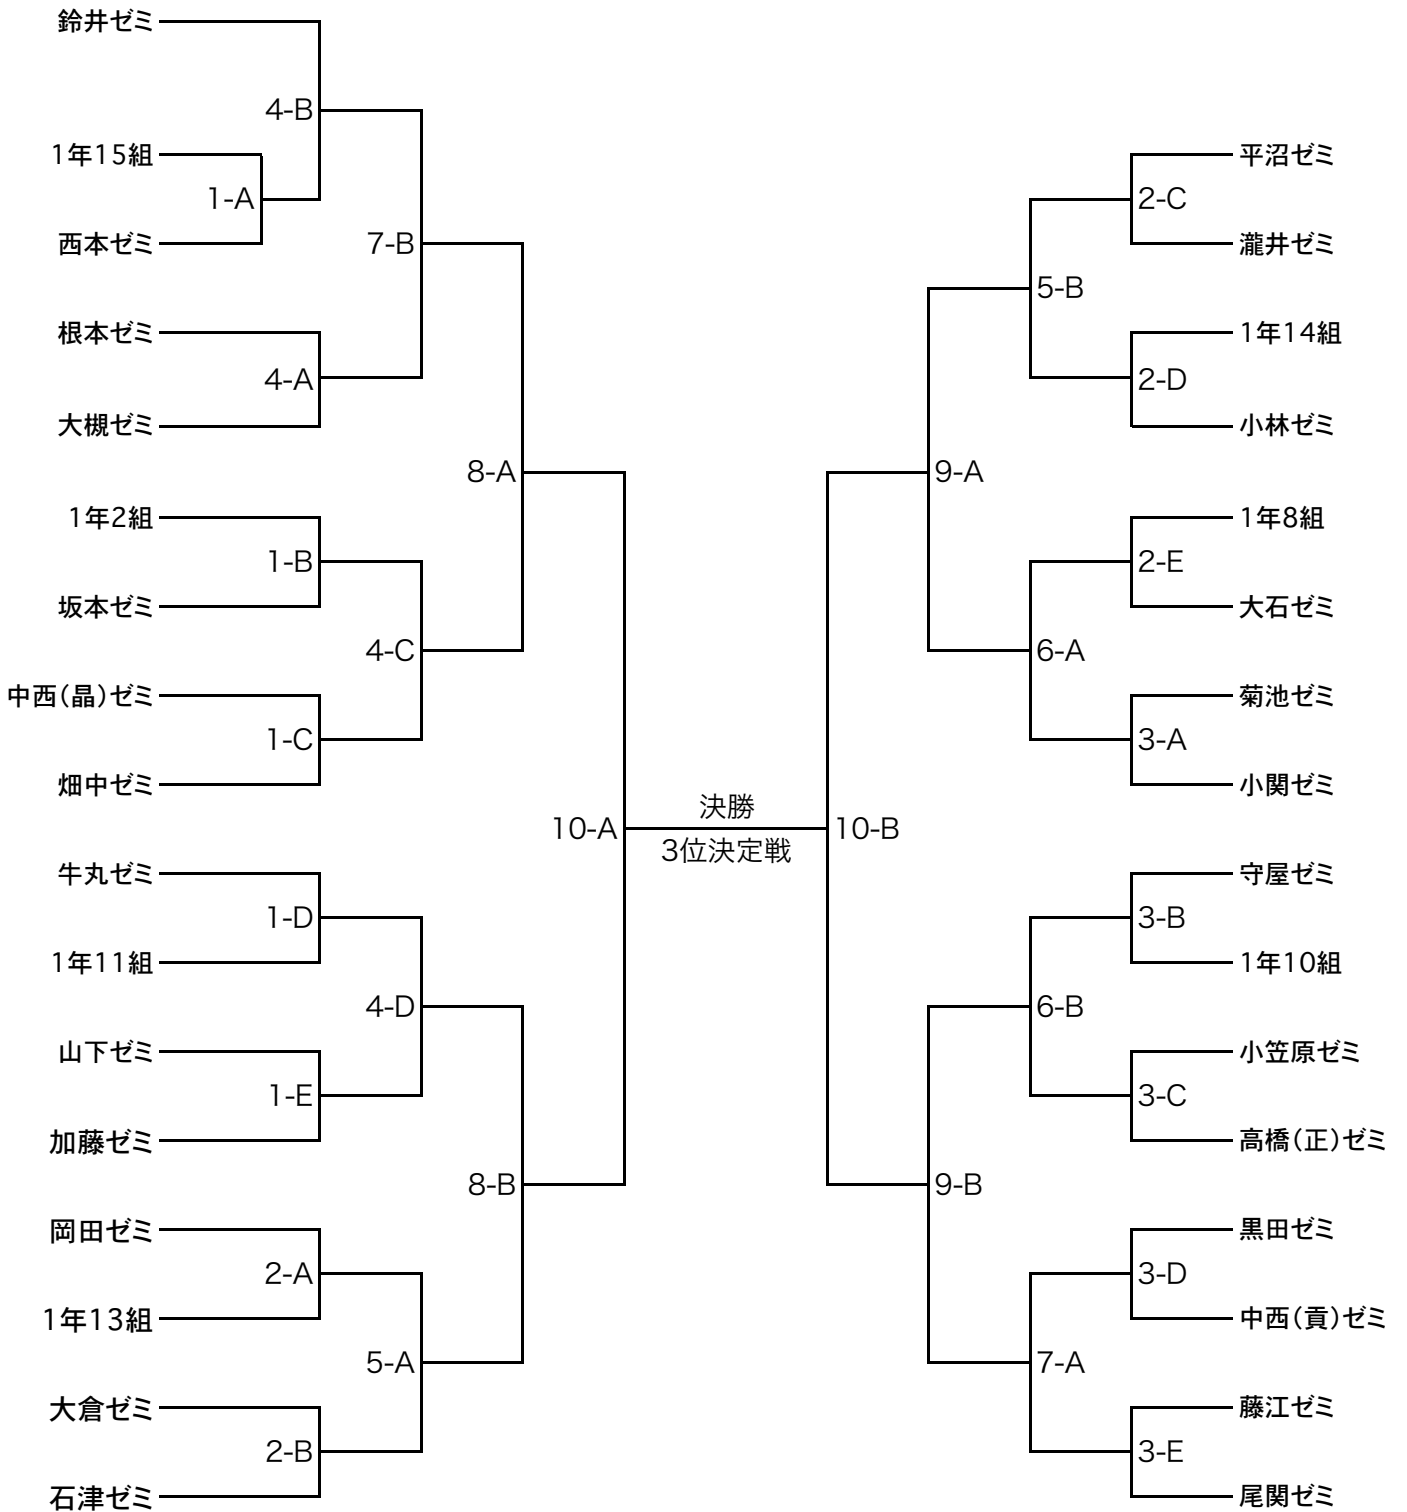 鈴井ゼミ
4-B
1年15組
1-A
西本ゼミ
7-B
根本ゼミ
4-A
大槻ゼミ
8-A
1年2組
1-B
坂本ゼミ
4-C
中西(晶)ゼミ
1-C
畑中ゼミ
10-A
牛丸ゼミ
1-D
1年11組
4-D
山下ゼミ
1-E
加藤ゼミ
8-B
岡田ゼミ
2-A
1年13組
5-A
大倉ゼミ
2-B
石津ゼミ
決勝
3位決定戦
平沼ゼミ
2-C
瀧井ゼミ
5-B
1年14組
2-D
小林ゼミ
9-A
1年8組
2-E
大石ゼミ
6-A
菊池ゼミ
3-A
小関ゼミ
10-B
守屋ゼミ
3-B
1年10組
6-B
小笠原ゼミ
3-C
高橋(正)ゼミ
9-B
黒田ゼミ
3-D
中西(貢)ゼミ
7-A
藤江ゼミ
3-E
尾関ゼミ